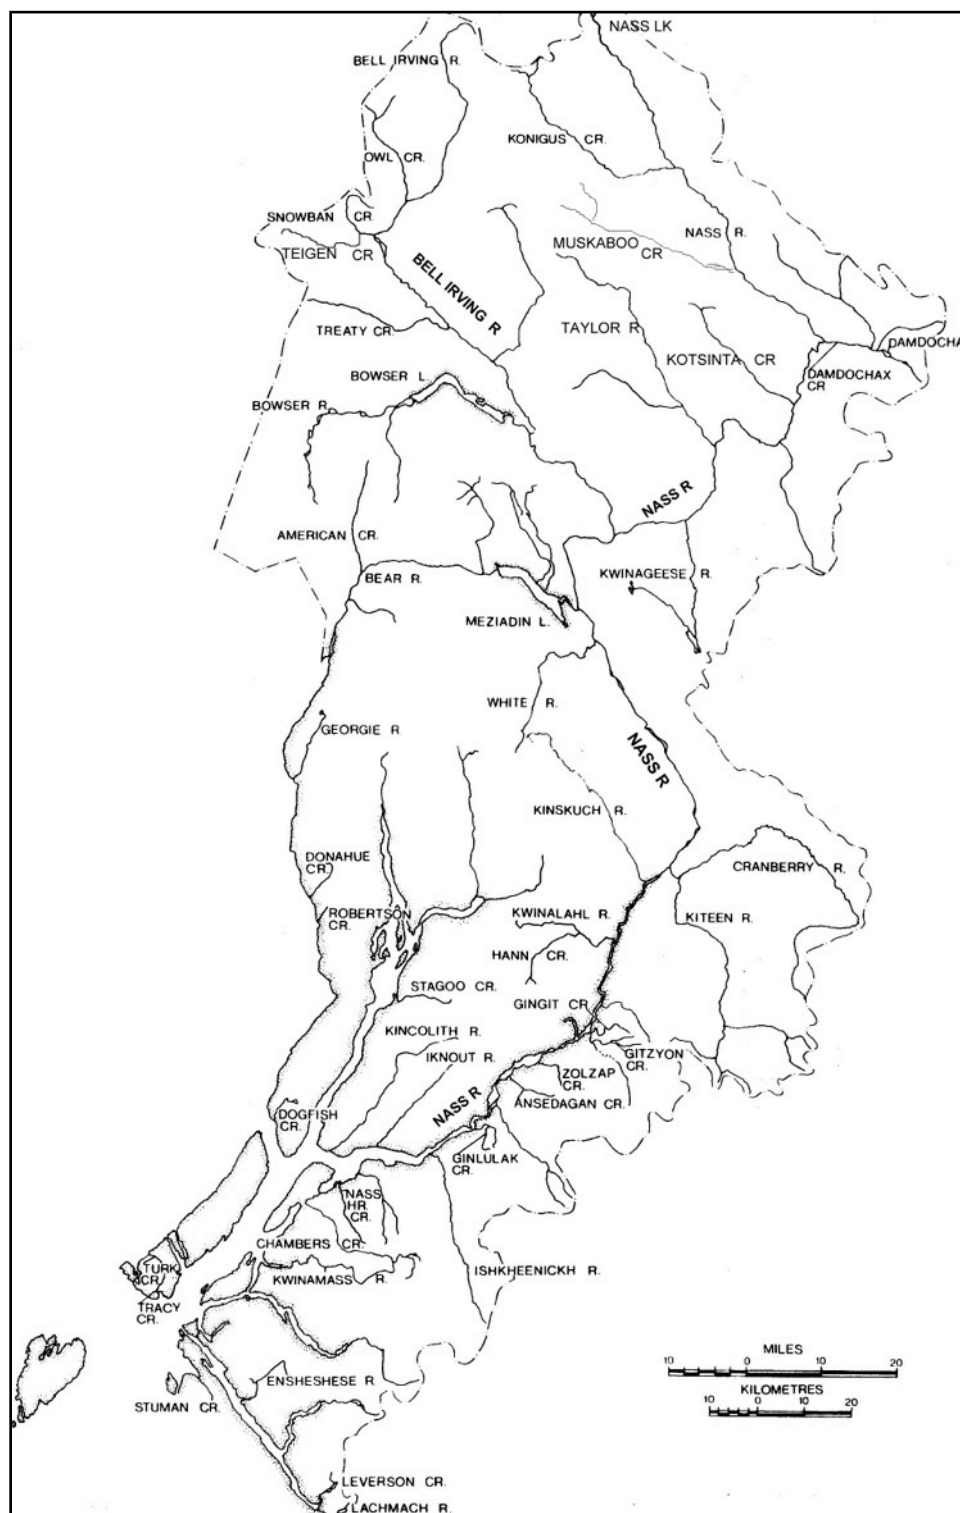 NASS LK
BELL IRVING R.
KONIGUS CR.
OWL CR.
SNOWBAN CR.
TEIGEN CR
NASS R.
MUSKABOO
CR
BELL IRVING R
TREATY CR.
TAYLOR R
KOTSINTA CR
DAMDOCHA
DAMDOCHAX
CR
BOWSER L.
BOWSER R.
NASS R
AMERICAN CR.
BEAR R.
KWINAGEESE R.
MEZIADIN L.
WHITE R.
GEORGIE R.
NASS R
KINSKUCH R.
DONAHUE
CR.
CRANBERRY R.
ROBERTSON
CR.
KWINALAHL R.
KITEEN R.
HANN CR.
STAGOO CR.
GINGIT CR.
KINCOLITH R.
IKNOUT R.
GITZYON
CR.
ZOLZAP
CR.
ANSEDAGAN CR.
NASS R
DOGFISH
CR.
GINLULAK
CR.
NASS
HR.
CR.
CHAMBERS CR.
KWINAMASS R.
ISHKHEENICKH R.
TURK
CR.
TRACY
CR.
MILES
10 0 10 20
KILOMETRES
10 0 10 20
ENSHESHESE R.
STUMAN CR.
LEVERSON CR.
LACHMACH R.